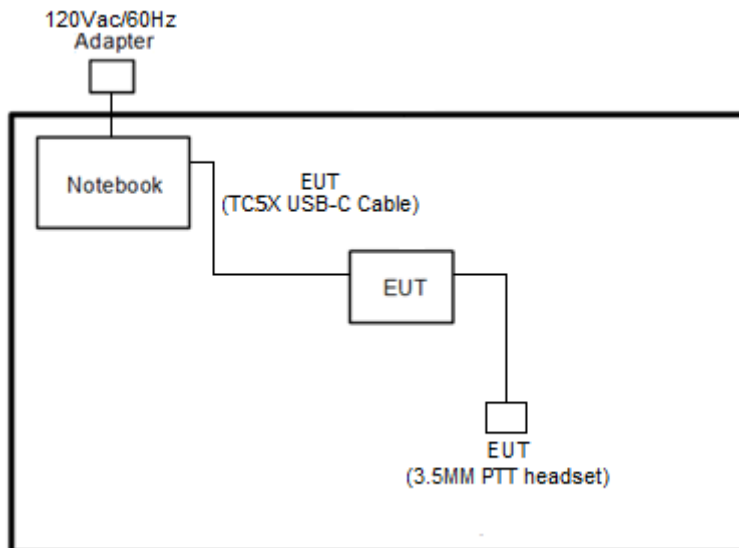 120Vac/60Hz
Adapter
Notebook
EUT
(TC5X USB-C Cable)
EUT
EUT
(3.5MM PTT headset)